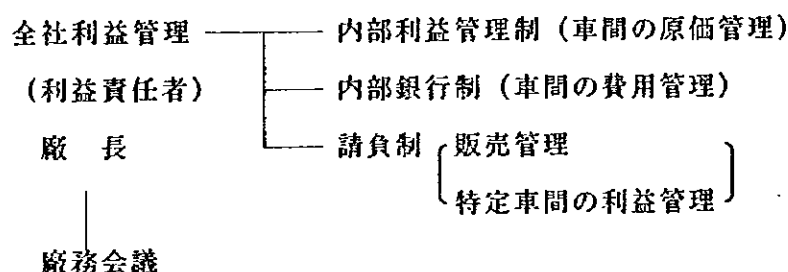 全社利益管理 内部利益管理制（車間の原価管理）
（利益責任者） 内部銀行制（車間の費用管理）
廠 長 請負制 販売管理
特定車間の利益管理
廠務会議